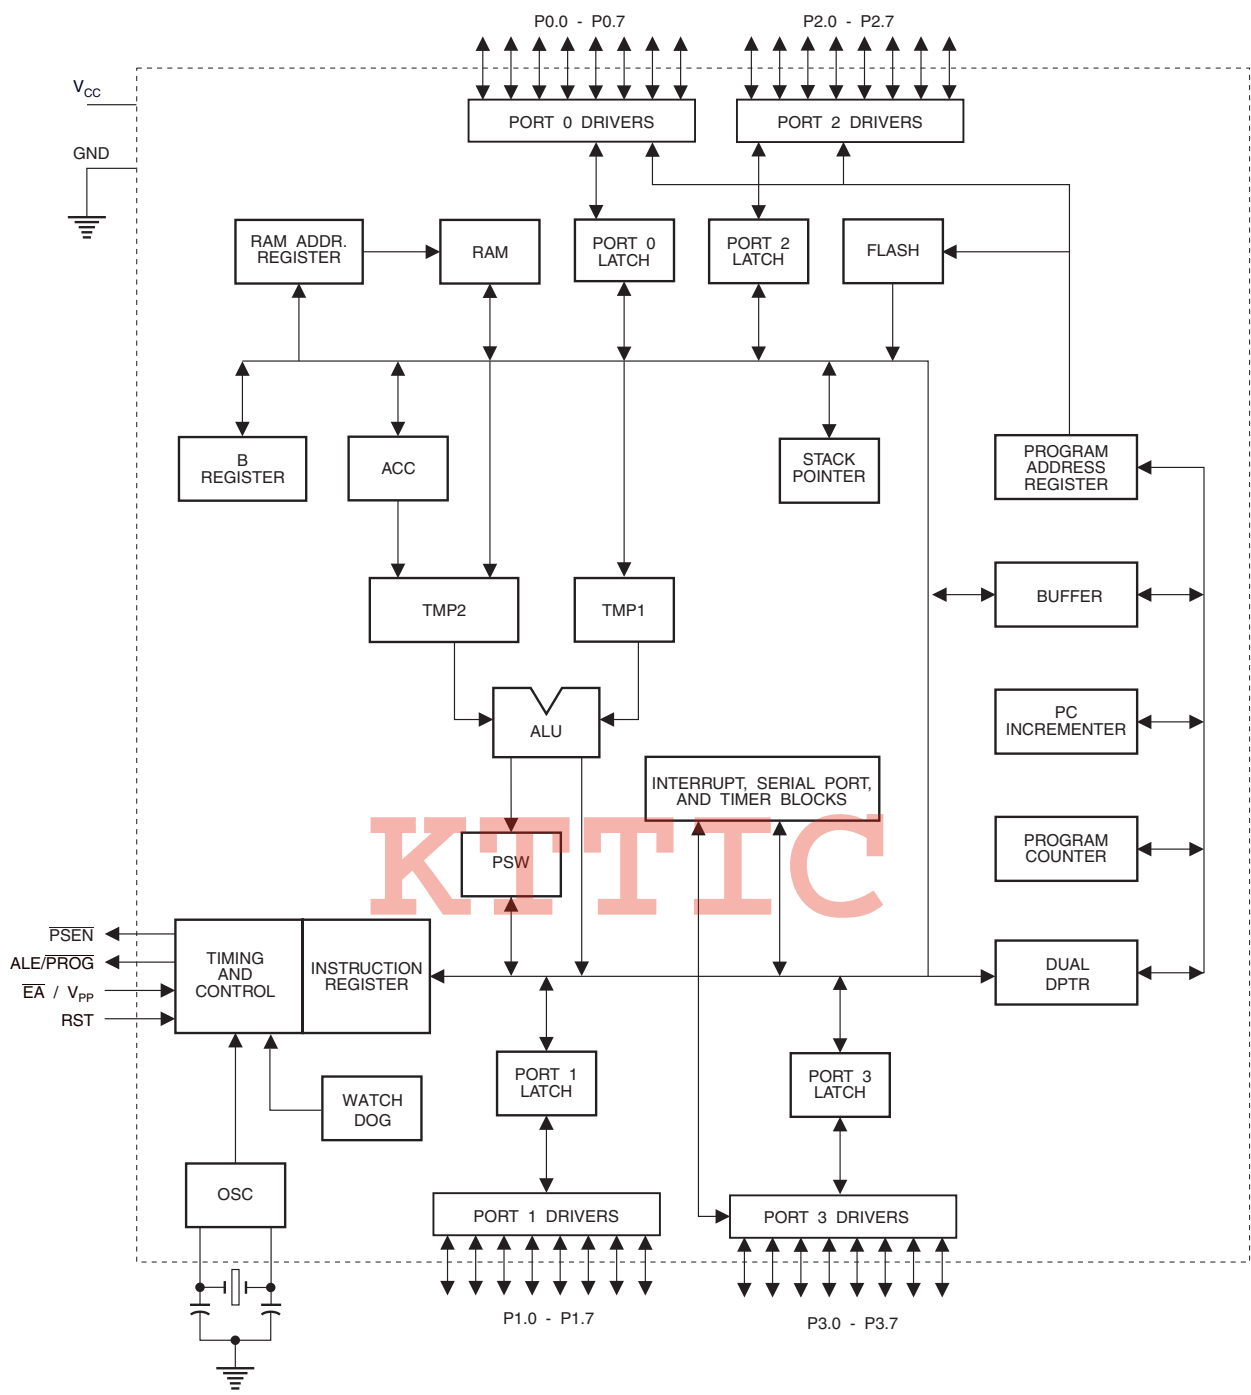 P0.0 - P0.7
P2.0 - P2.7
VCC
GND
PORT 0 DRIVERS
PORT 2 DRIVERS
RAM ADDR.
REGISTER
RAM
PORT 0
LATCH
PORT 2
LATCH
FLASH
B
REGISTER
ACC
STACK
POINTER
PROGRAM
ADDRESS
REGISTER
TMP2
TMP1
BUFFER
ALU
PC
INCREMENTER
INTERRUPT, SERIAL PORT,
AND TIMER BLOCKS
KTTIC
PSW
PROGRAM
COUNTER
PSEN
ALE/PROG
EA / VPP
RST
TIMING
AND
CONTROL
INSTRUCTION
REGISTER
DUAL
DPTR
PORT 1
LATCH
PORT 3
LATCH
WATCH
DOG
OSC
PORT 1 DRIVERS
PORT 3 DRIVERS
P1.0 - P1.7
P3.0 - P3.7